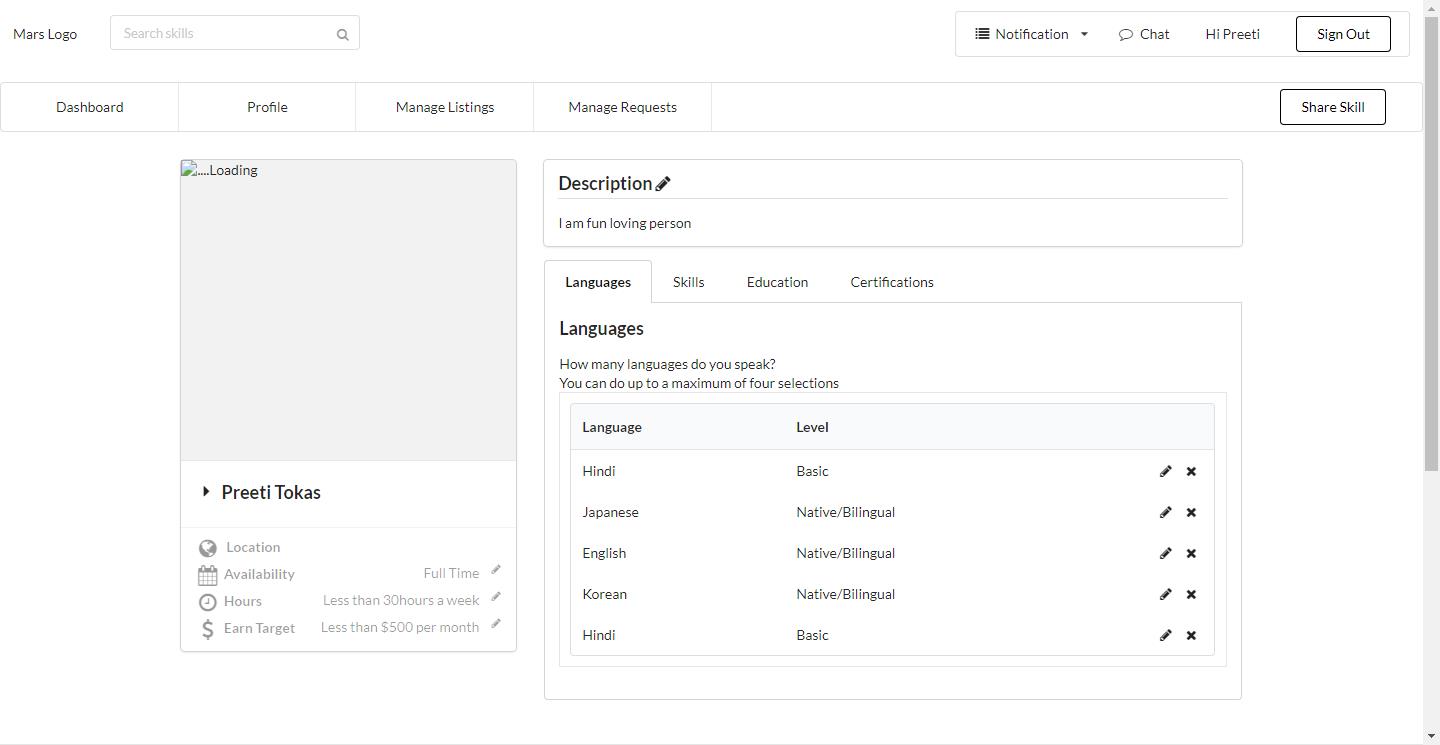 Mars Logo
Search skills
Notification
Chat
Hi Preeti
Sign Out
Dashboard
Profile
Manage Listings
Manage Requests
Share Skill
....Loading
Preeti Tokas
Location
Availability Full Time
Hours Less than 30hours a week
Earn Target Less than $500 per month
Description
I am fun loving person
Languages Skills Education Certifications
Languages
How many languages do you speak?
You can do up to a maximum of four selections
Language Level
Hindi Basic
Japanese Native/Bilingual
English Native/Bilingual
Korean Native/Bilingual
Hindi Basic